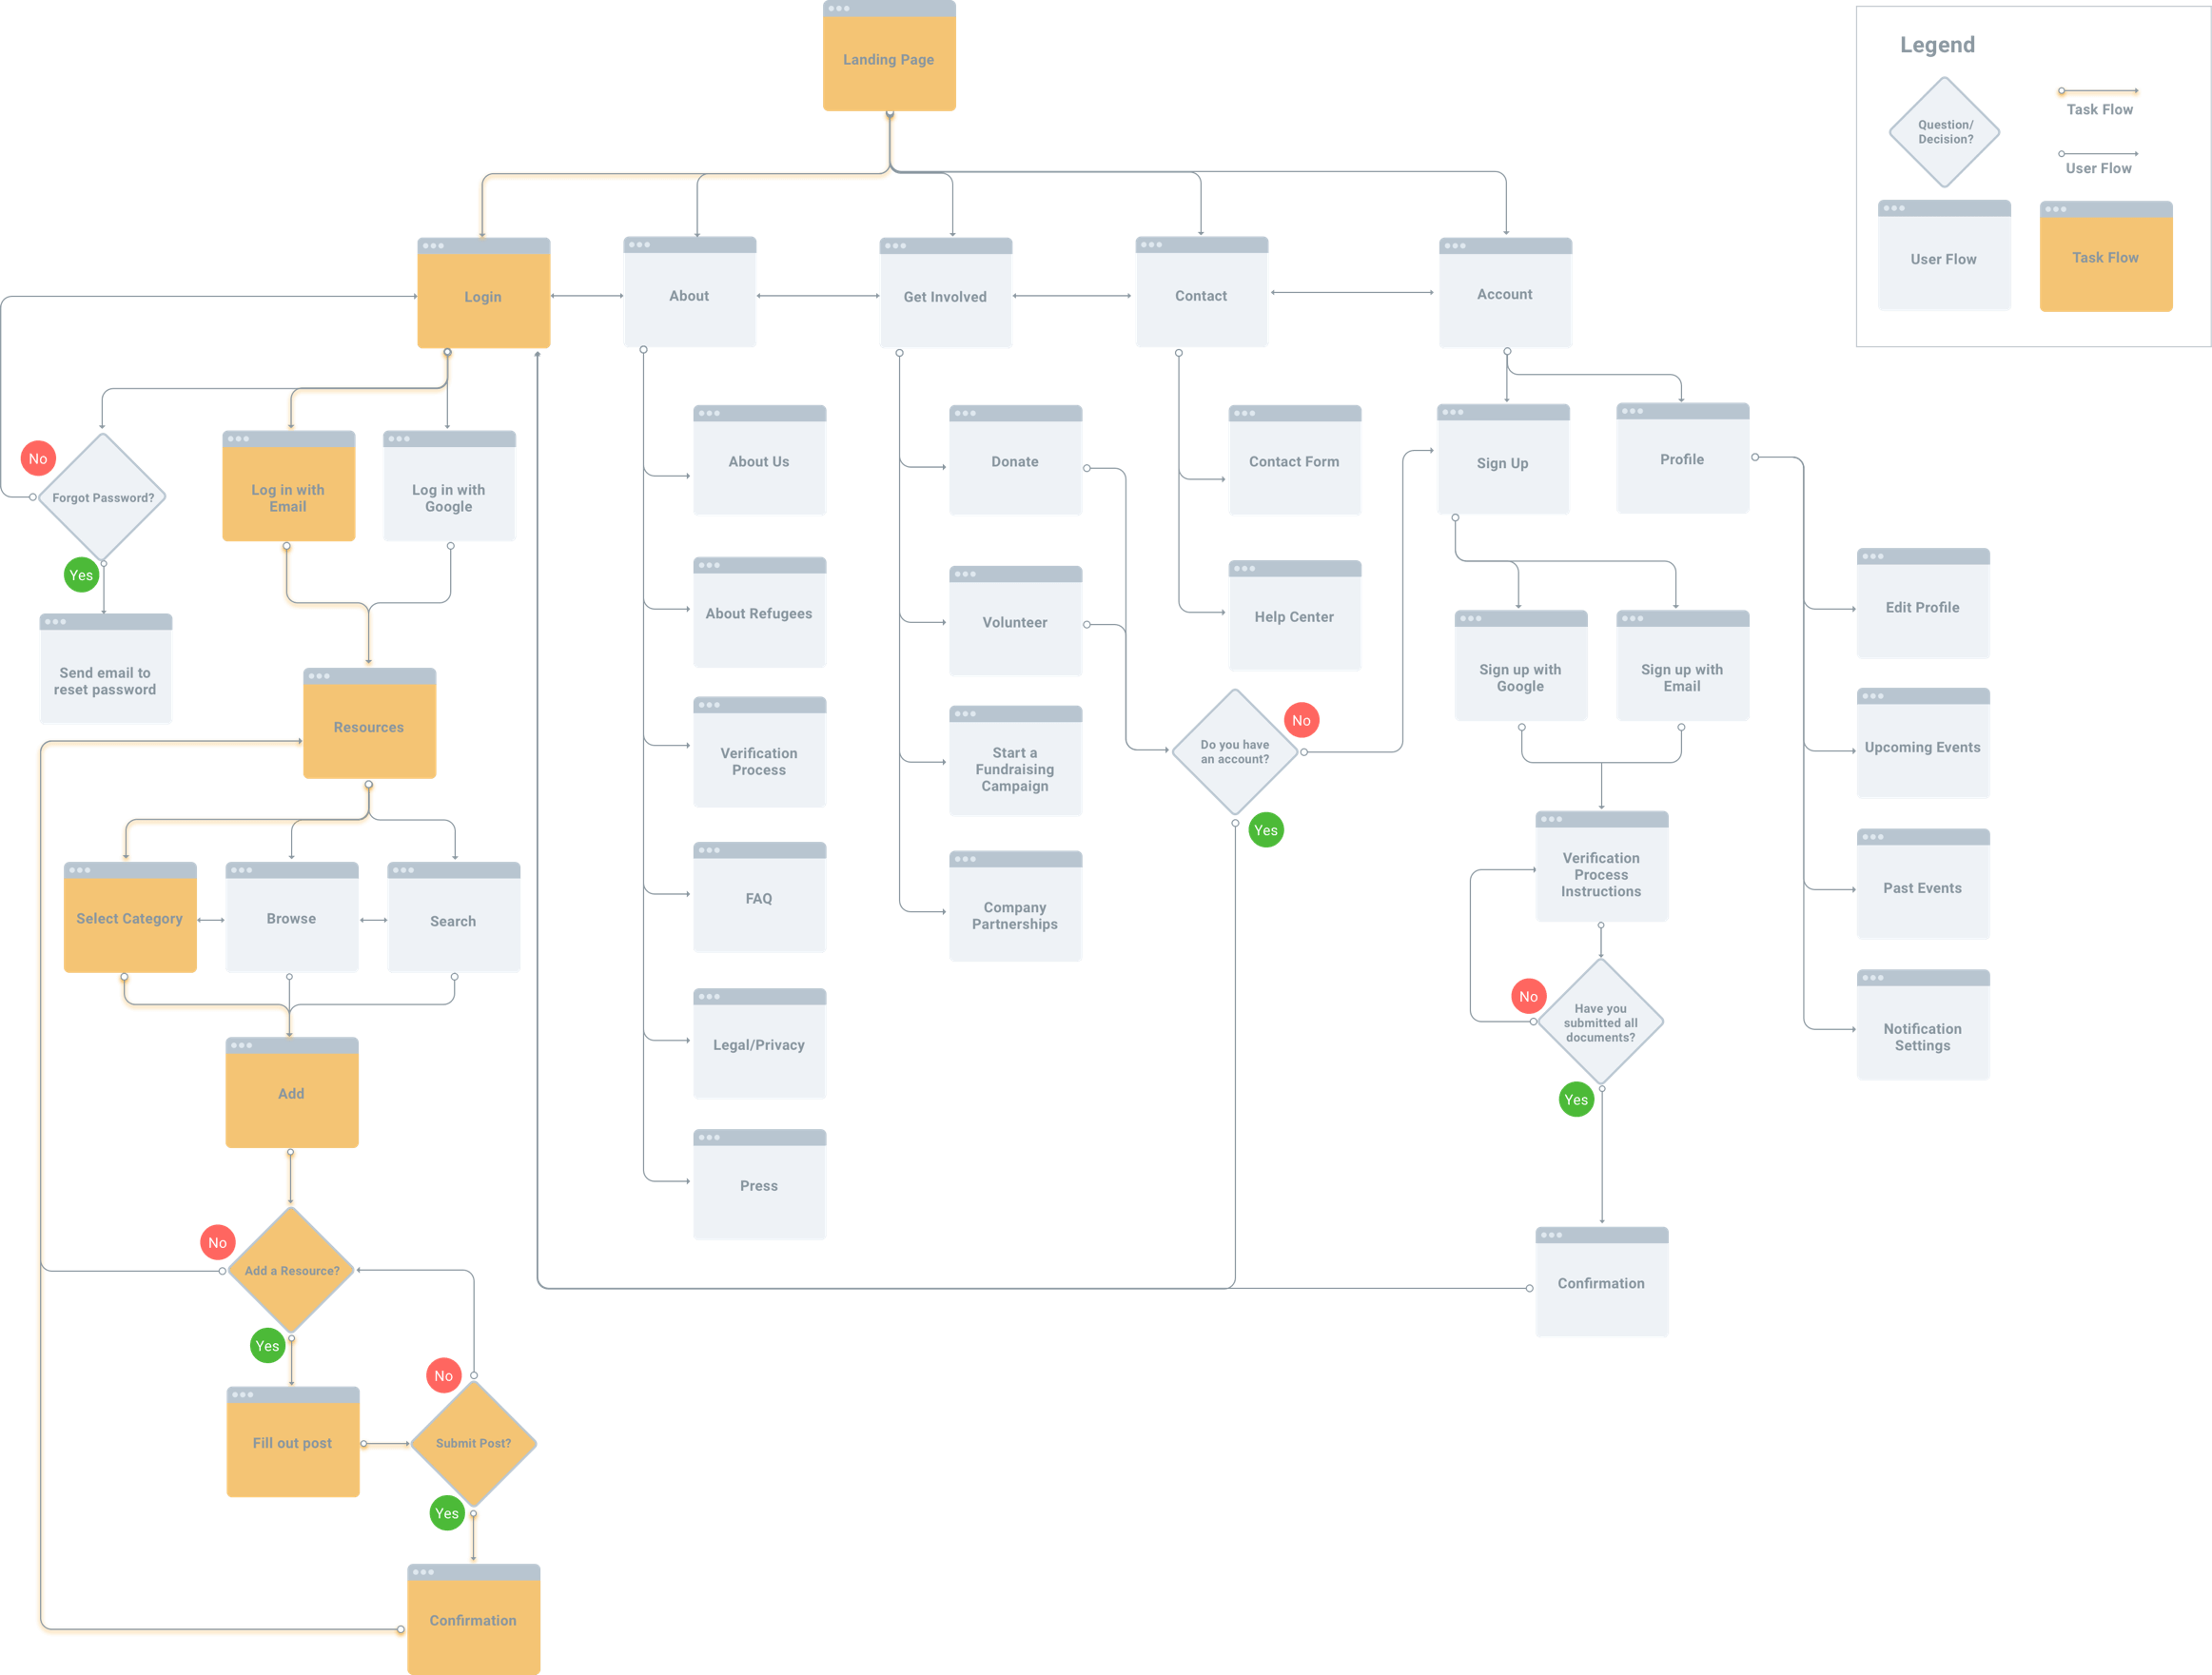 Landing Page
Legend
Question/
Decision?
Task Flow
User Flow
User Flow
Task Flow
Login
About
Get Involved
Contact
Account
No
Forgot Password?
Yes
Send email to
reset password
Log in with
Email
Log in with
Google
Resources
Select Category
Browse
Search
Add
No
Add a Resource?
Yes
Fill out post
No
Submit Post?
Yes
Confirmation
About Us
About Refugees
Verification
Process
FAQ
Legal/Privacy
Press
Donate
Volunteer
Start a
Fundraising
Campaign
Company
Partnerships
Contact Form
Help Center
No
Do you have
an account?
Yes
Sign Up
Profile
Sign up with
Google
Sign up with
Email
Verification
Process
Instructions
No
Have you
submitted all
documents?
Yes
Confirmation
Edit Profile
Upcoming Events
Past Events
Notification
Settings